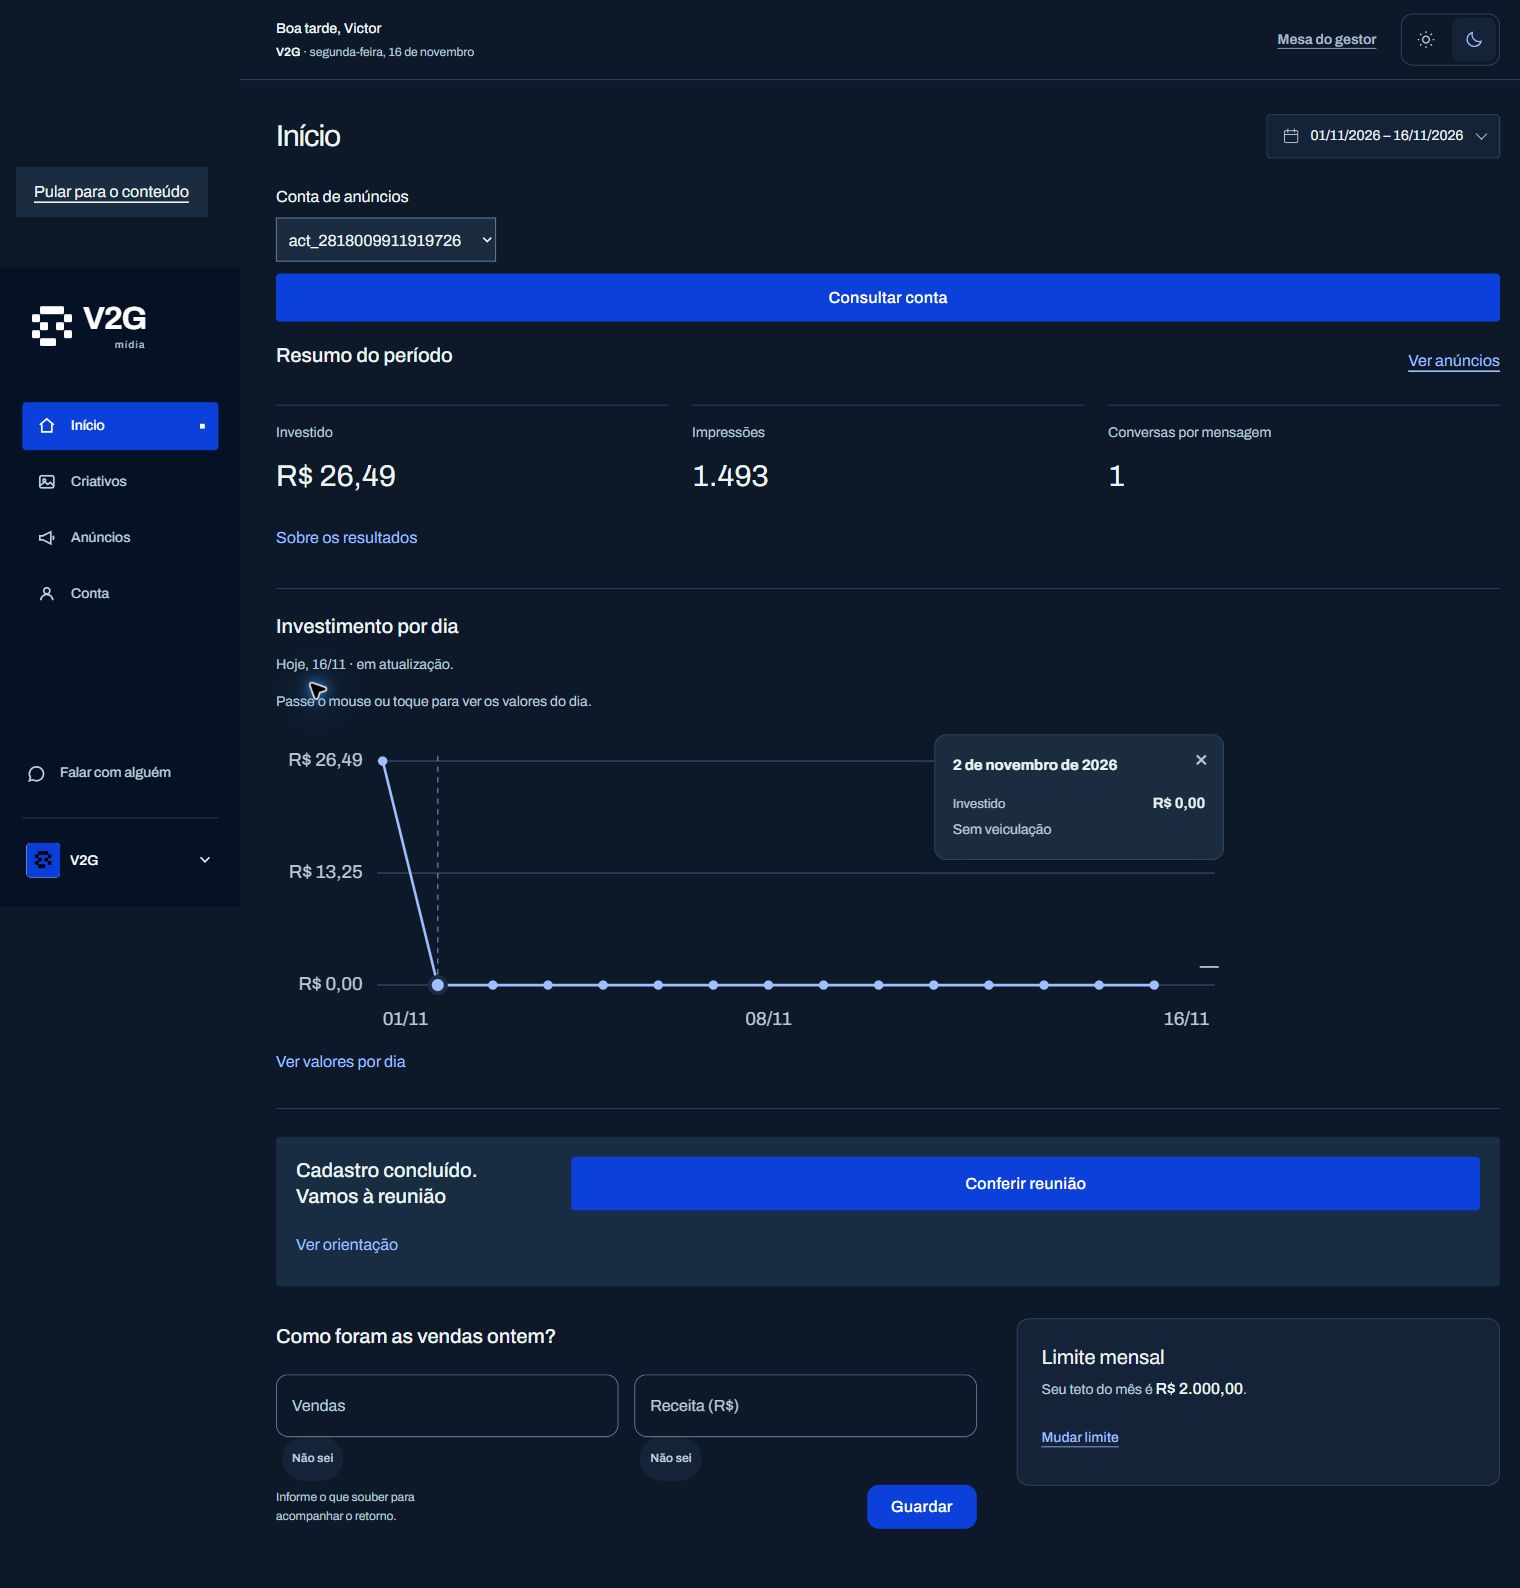 Boa tarde, Victor
V2G · segunda-feira, 16 de novembro
Mesa do gestor
Pular para o conteúdo
V2G
mídia
Início
Criativos
Anúncios
Conta
Falar com alguém
V2G
Início
01/11/2026 – 16/11/2026
Conta de anúncios
act_2818009911919726
Consultar conta
Resumo do período
Ver anúncios
Investido
R$ 26,49
Impressões
1.493
Conversas por mensagem
1
Sobre os resultados
Investimento por dia
Hoje, 16/11 · em atualização.
Passe o mouse ou toque para ver os valores do dia.
R$ 26,49
R$ 13,25
R$ 0,00
2 de novembro de 2026
Investido R$ 0,00
Sem veiculação
—
01/11
08/11
16/11
Ver valores por dia
Cadastro concluído.
Vamos à reunião
Conferir reunião
Ver orientação
Como foram as vendas ontem?
Vendas
Receita (R$)
Não sei
Não sei
Informe o que souber para
acompanhar o retorno.
Guardar
Limite mensal
Seu teto do mês é R$ 2.000,00.
Mudar limite